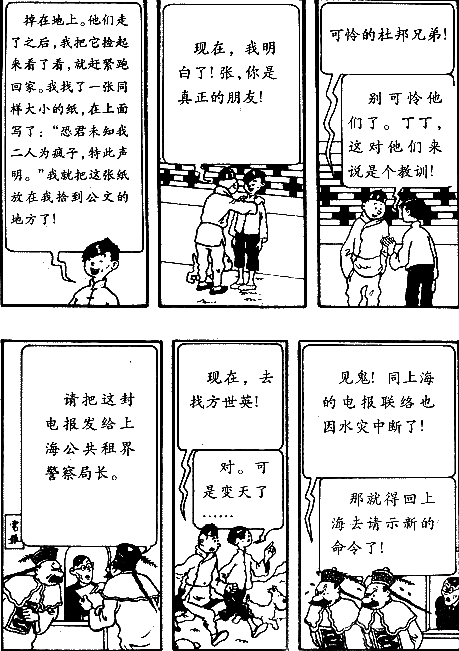 掉在地上。他们走
了之后，我把它捡起
来看了看，就赶紧跑
回家。我找了一张同
样大小的纸，在上面
写了：“恐君未知我
二人为疯子，特此声
明。”我就把这张纸
放在我拾到公文的
地方了！
现在，我明
白了！张，你是
真正的朋友！
可怜的杜邦兄弟！
别可怜他
们了。丁丁，
这对他们来
说是个教训！
请把这封
电报发给上
海公共租界
警察局长。
电报
现在，去
找方世英！
对。可
是变天了
……
见鬼！同上海
的电报联络也
因水灾中断了！
那就得回上
海去请示新的
命令了！